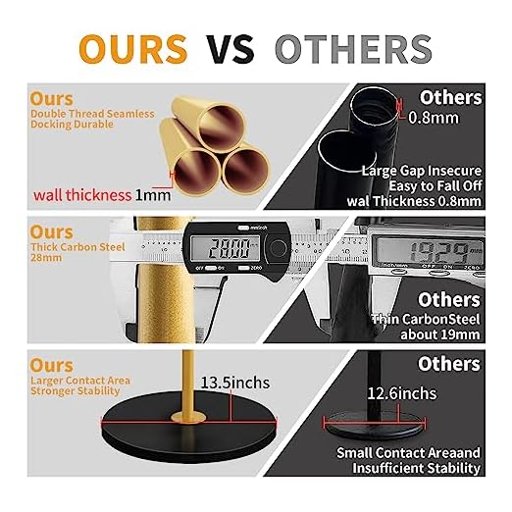 OURS VS OTHERS
Ours
Double Thread Seamless
Docking Durable
wall thickness 1mm
Others
0.8mm
Large Gap Insecure
Easy to Fall Off
wal Thickness 0.8mm
Ours
Thick Carbon Steel
28mm
28.00
mm/inch
OFF ON ZERO
19.29
mm
inch/mm OFF ON ZERO
Others
Thin CarbonSteel
about 19mm
Ours
Larger Contact Area
Stronger Stability
13.5inchs
Others
12.6inchs
Small Contact Areaand
Insufficient Stability